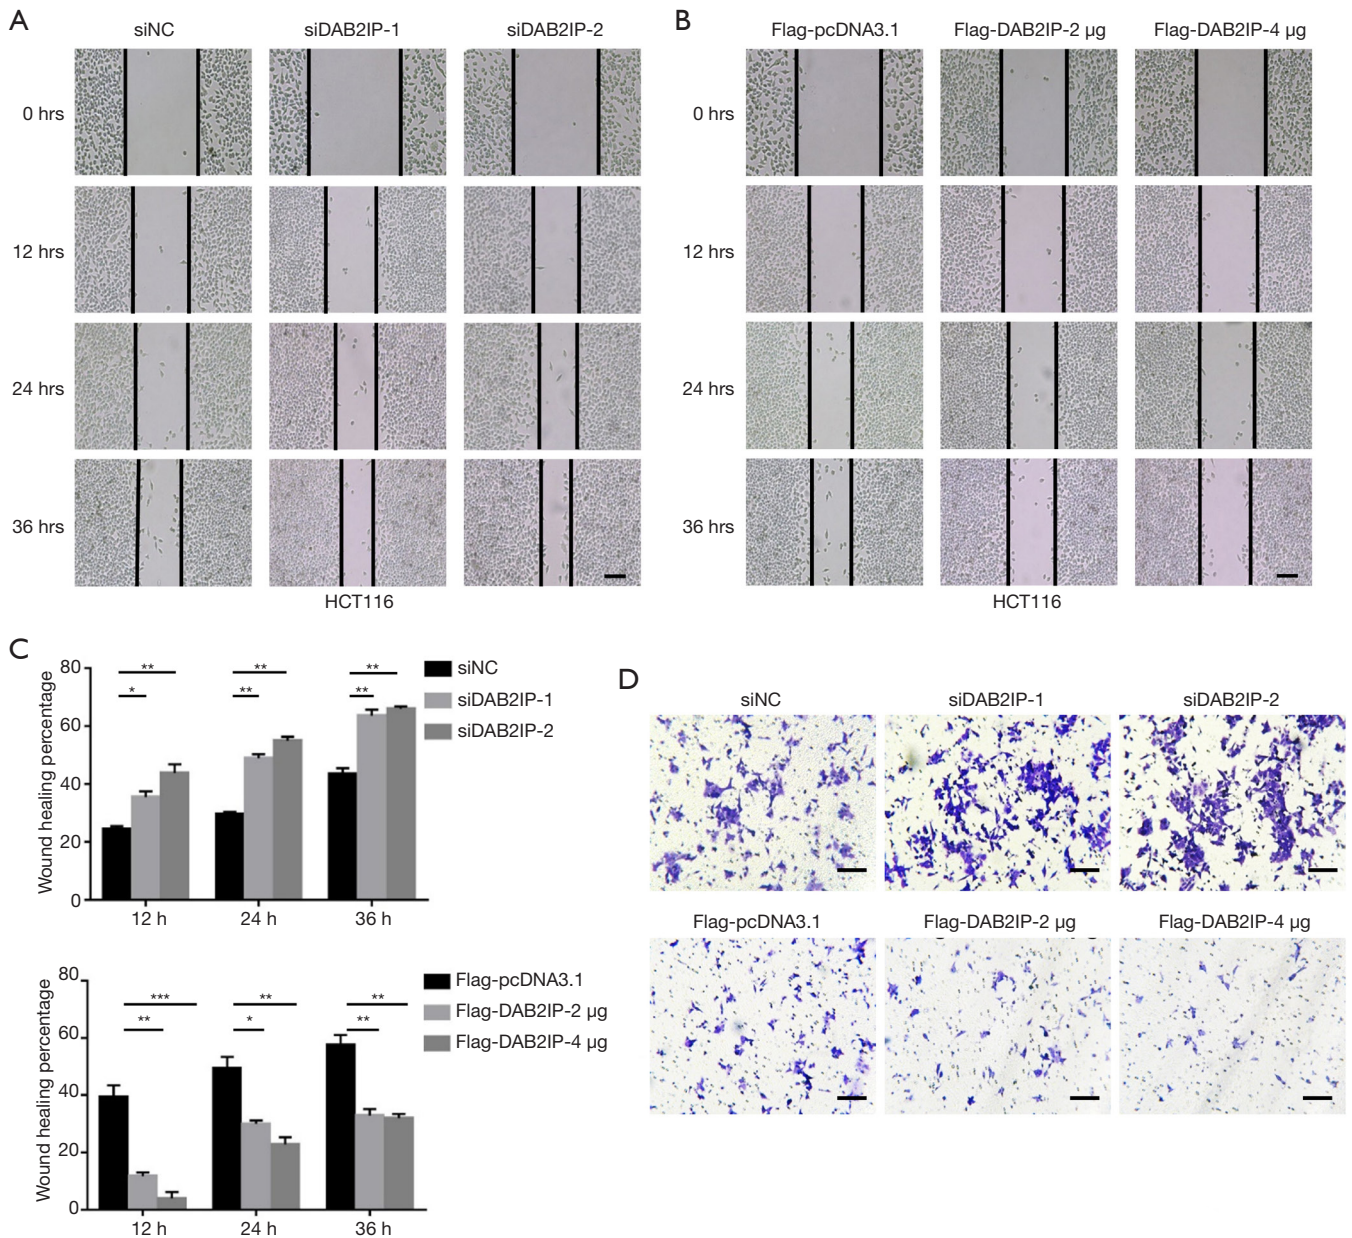 A
siNC siDAB2IP-1 siDAB2IP-2
0 hrs
12 hrs
24 hrs
36 hrs
HCT116
B
Flag-pcDNA3.1 Flag-DAB2IP-2 µg Flag-DAB2IP-4 µg
0 hrs
12 hrs
24 hrs
36 hrs
HCT116
C
Wound healing percentage
80
60
40
20
0
** ** **
* ** **
12 h 24 h 36 h
siNC
siDAB2IP-1
siDAB2IP-2
Wound healing percentage
80
60
40
20
0
*** ** **
** * **
12 h 24 h 36 h
Flag-pcDNA3.1
Flag-DAB2IP-2 µg
Flag-DAB2IP-4 µg
D
siNC siDAB2IP-1 siDAB2IP-2
Flag-pcDNA3.1 Flag-DAB2IP-2 µg Flag-DAB2IP-4 µg